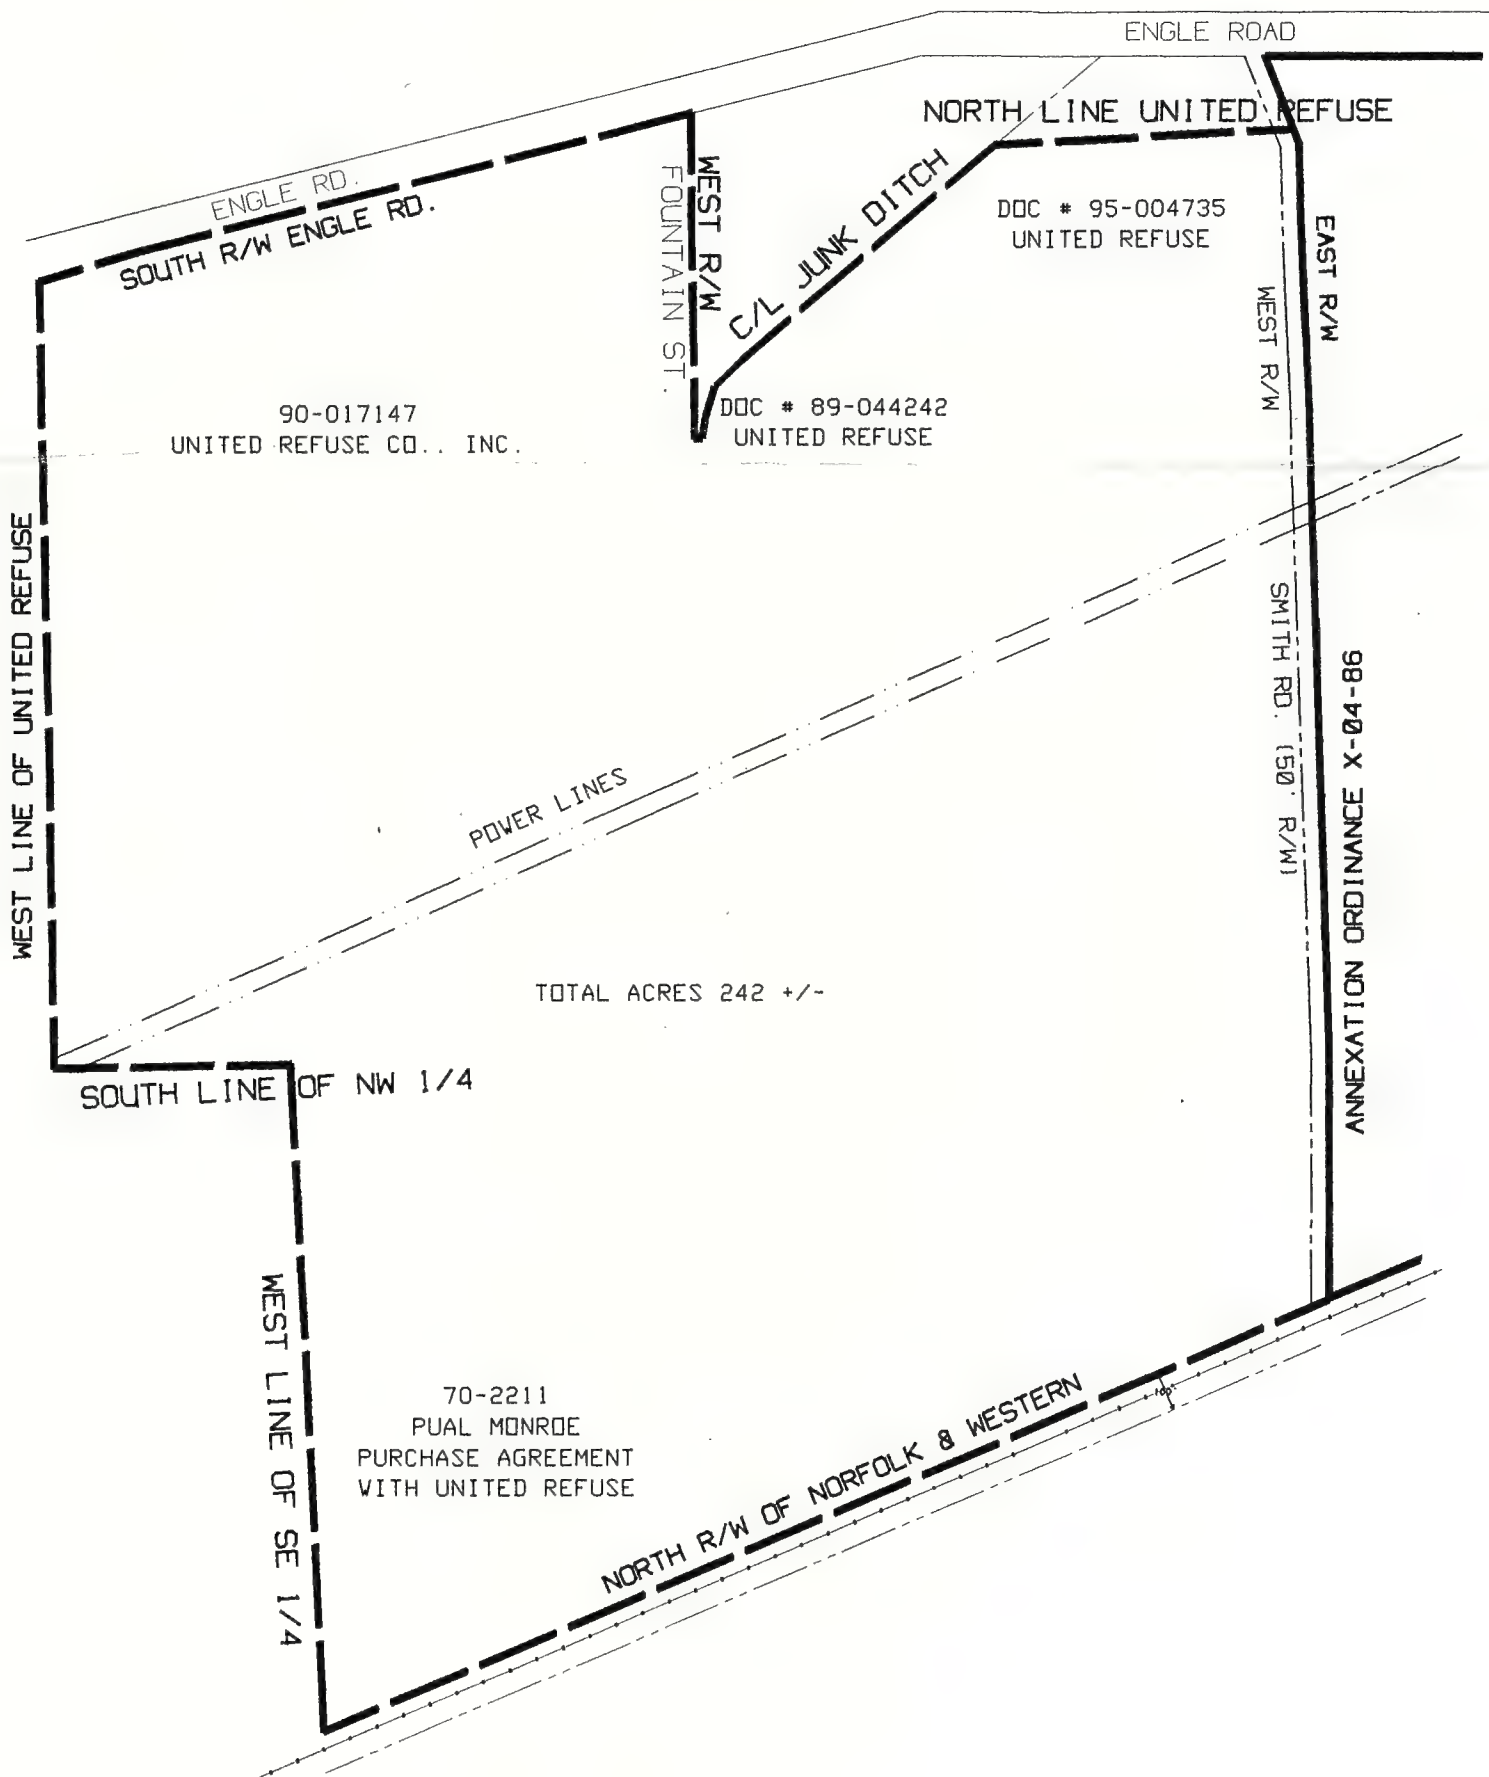 ENGLE ROAD
NORTH LINE UNITED REFUSE
ENGLE RD.
SOUTH R/W ENGLE RD.
WEST R/W
FOUNTAIN ST.
C/L JUNK DITCH
DOC # 95-004735
UNITED REFUSE
EAST R/W
WEST R/W
90-017147
UNITED REFUSE CO.. INC.
DOC # 89-044242
UNITED REFUSE
WEST LINE OF UNITED REFUSE
SMITH RD. (50' R/W)
ANNEXATION ORDINANCE X-04-86
POWER LINES
TOTAL ACRES 242 +/-
SOUTH LINE OF NW 1/4
WEST LINE OF SE 1/4
70-2211
PUAL MONROE
PURCHASE AGREEMENT
WITH UNITED REFUSE
NORTH R/W OF NORFOLK & WESTERN
100'